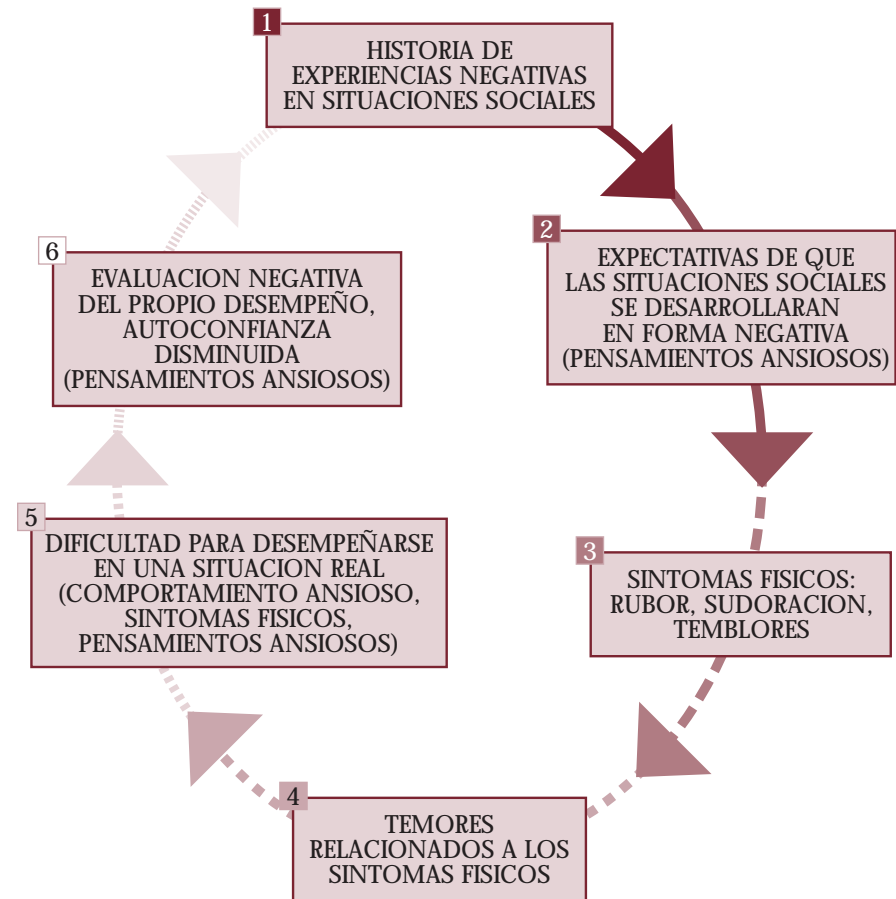 1
HISTORIA DE
EXPERIENCIAS NEGATIVAS
EN SITUACIONES SOCIALES
2
EXPECTATIVAS DE QUE
LAS SITUACIONES SOCIALES
SE DESARROLLARAN
EN FORMA NEGATIVA
(PENSAMIENTOS ANSIOSOS)
3
SINTOMAS FISICOS:
RUBOR, SUDORACION,
TEMBLORES
4
TEMORES
RELACIONADOS A LOS
SINTOMAS FISICOS
5
DIFICULTAD PARA DESEMPEÑARSE
EN UNA SITUACION REAL
(COMPORTAMIENTO ANSIOSO,
SINTOMAS FISICOS,
PENSAMIENTOS ANSIOSOS)
6
EVALUACION NEGATIVA
DEL PROPIO DESEMPEÑO,
AUTOCONFIANZA
DISMINUIDA
(PENSAMIENTOS ANSIOSOS)